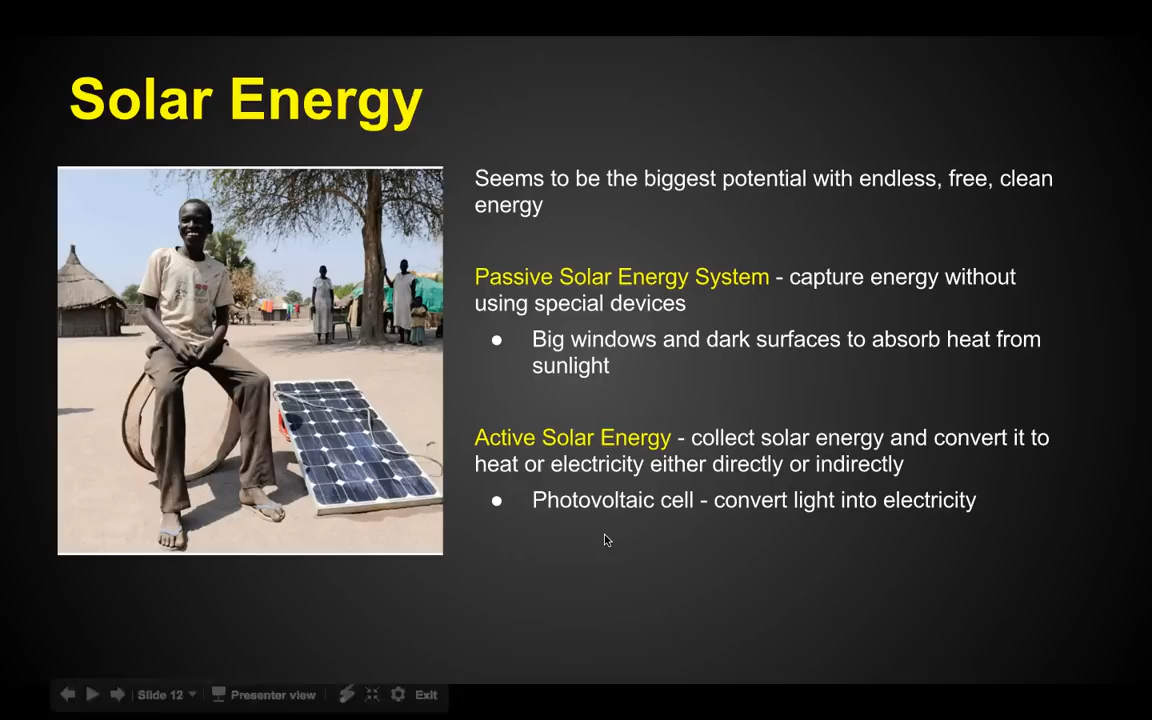 Solar Energy
Seems to be the biggest potential with endless, free, clean
energy
Passive Solar Energy System - capture energy without
using special devices
● Big windows and dark surfaces to absorb heat from
sunlight
Active Solar Energy - collect solar energy and convert it to
heat or electricity either directly or indirectly
● Photovoltaic cell - convert light into electricity
Slide 12
Presenter view
Exit